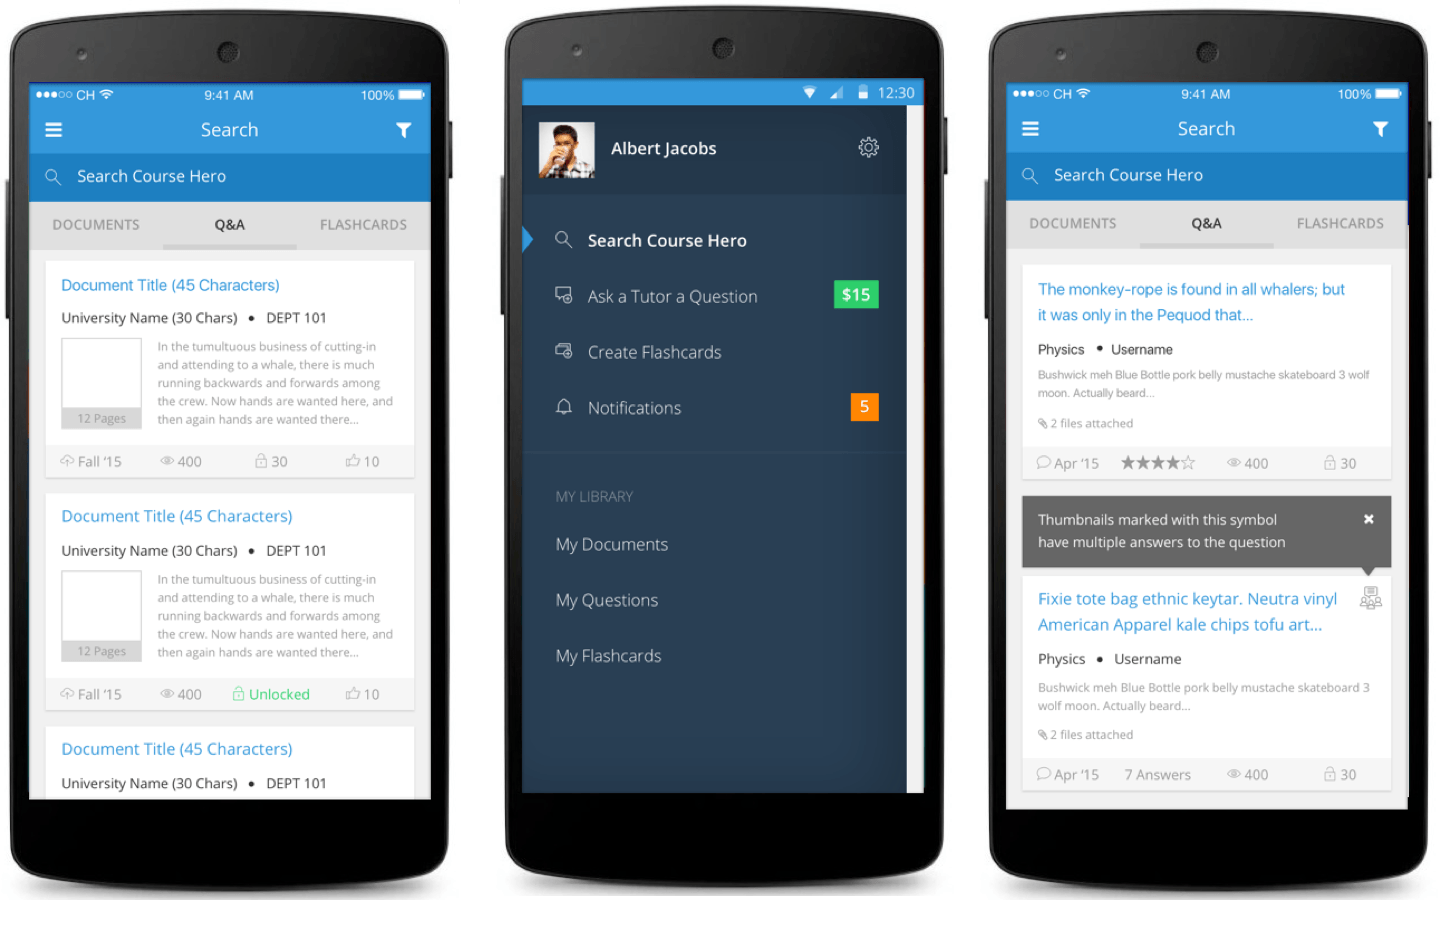 CH 9:41 AM 100%
Search
Search Course Hero
DOCUMENTS Q&A FLASHCARDS
Document Title (45 Characters)
University Name (30 Chars) • DEPT 101
In the tumultuous business of cutting-in
and attending to a whale, there is much
running backwards and forwards among
the crew. Now hands are wanted here, and
then again hands are wanted there...
12 Pages
Fall ‘15 400 30 10
Document Title (45 Characters)
University Name (30 Chars) • DEPT 101
In the tumultuous business of cutting-in
and attending to a whale, there is much
running backwards and forwards among
the crew. Now hands are wanted here, and
then again hands are wanted there...
12 Pages
Fall ‘15 400 Unlocked 10
Document Title (45 Characters)
University Name (30 Chars) • DEPT 101
12:30
Albert Jacobs
Search Course Hero
Ask a Tutor a Question $15
Create Flashcards
Notifications 5
MY LIBRARY
My Documents
My Questions
My Flashcards
CH 9:41 AM 100%
Search
Search Course Hero
DOCUMENTS Q&A FLASHCARDS
The monkey-rope is found in all whalers; but
it was only in the Pequod that...
Physics • Username
Bushwick meh Blue Bottle pork belly mustache skateboard 3 wolf
moon. Actually beard...
2 files attached
Apr ‘15 ★★★★☆ 400 30
Thumbnails marked with this symbol
have multiple answers to the question
Fixie tote bag ethnic keytar. Neutra vinyl
American Apparel kale chips tofu art...
Physics • Username
Bushwick meh Blue Bottle pork belly mustache skateboard 3
wolf moon. Actually beard...
2 files attached
Apr ‘15 7 Answers 400 30